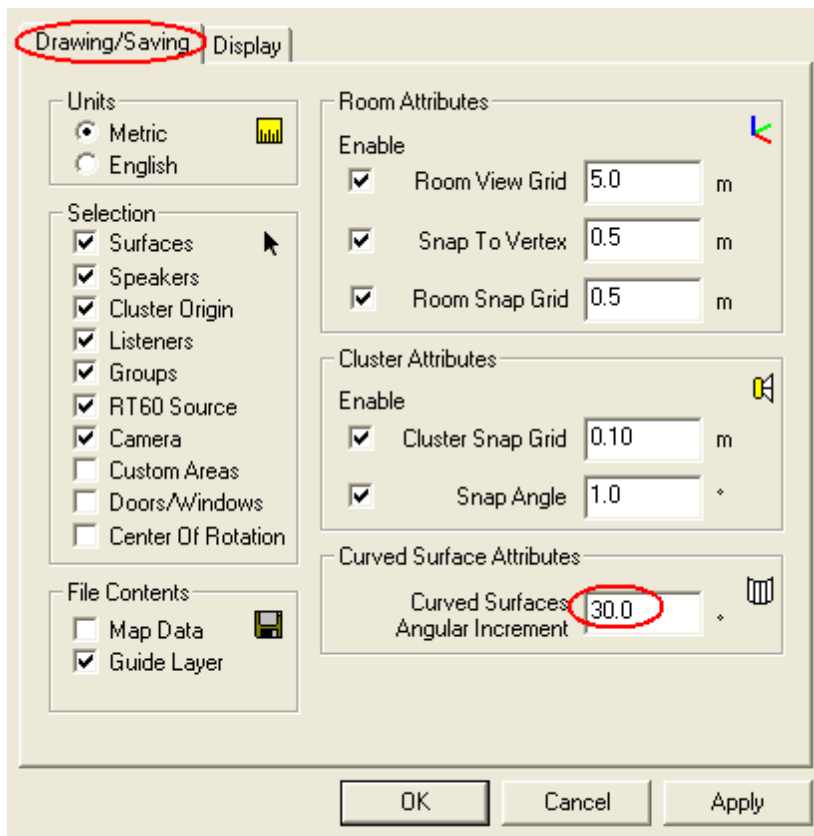 Drawing/Saving
Display
Units
Metric
English
Selection
Surfaces
Speakers
Cluster Origin
Listeners
Groups
RT60 Source
Camera
Custom Areas
Doors/Windows
Center Of Rotation
File Contents
Map Data
Guide Layer
Room Attributes
Enable
Room View Grid 5.0 m
Snap To Vertex 0.5 m
Room Snap Grid 0.5 m
Cluster Attributes
Enable
Cluster Snap Grid 0.10 m
Snap Angle 1.0 °
Curved Surface Attributes
Curved Surfaces
Angular Increment 30.0 °
OK Cancel Apply